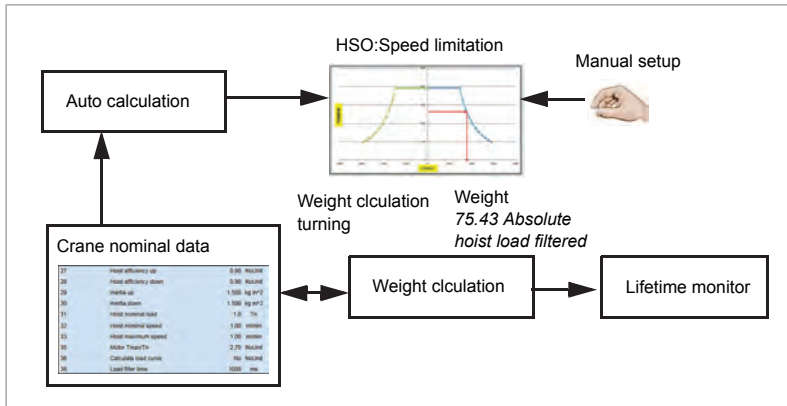 HSO:Speed limitation
Manual setup
Auto calculation
Weight clculation
turning
Weight
75.43 Absolute
hoist load filtered
Crane nominal data
27 Hoist efficiency up 0.90 NoUnit
28 Hoist efficiency down 0.90 NoUnit
29 Inertia up 1.500 kg m^2
30 Inertia down 1.500 kg m^2
31 Hoist nominal load 1.0 Tn
32 Hoist nominal speed 1.00 m/min
33 Hoist maximum speed 1.00 m/min
35 Motor Tmax/Tn 2.70 NoUnit
36 Calculate load curve No NoUnit
39 Load filter time 1000 ms
Weight clculation
Lifetime monitor